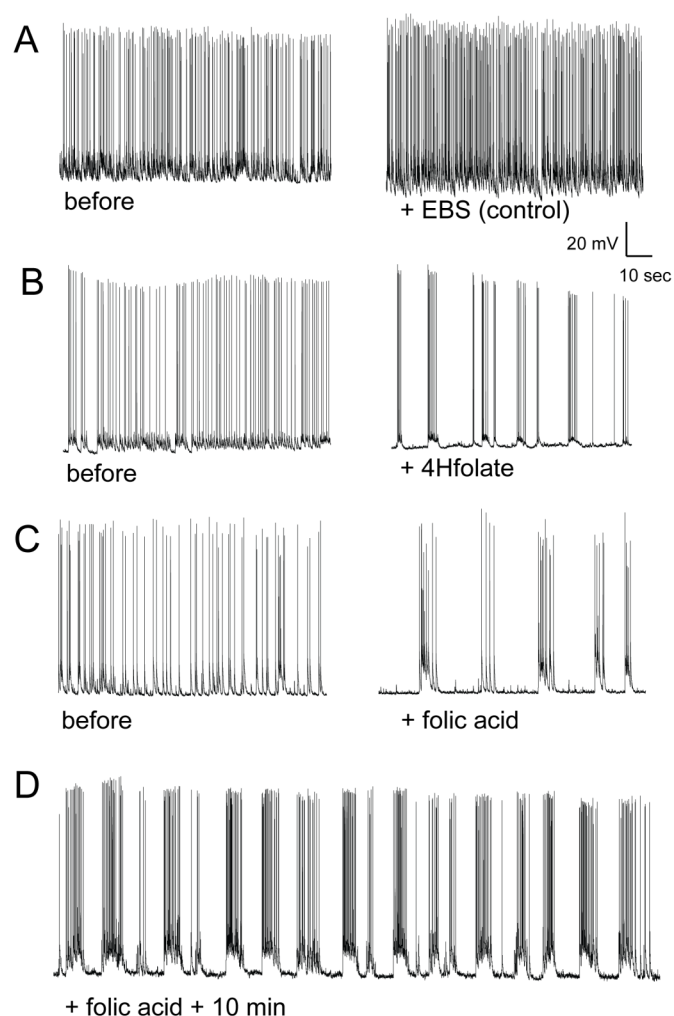 A
before
+ EBS (control)
20 mV
10 sec
B
before
+ 4Hfolate
C
before
+ folic acid
D
+ folic acid + 10 min